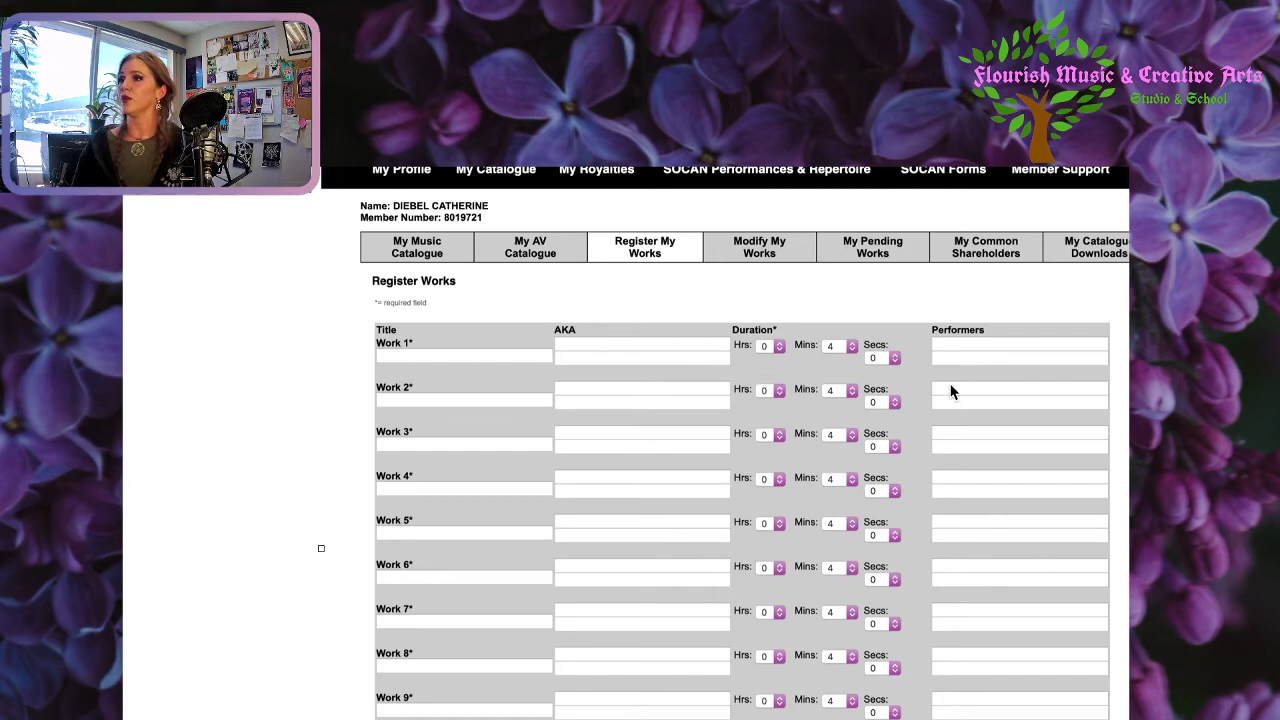 Flourish Music & Creative Arts
Studio & School
My Profile My Catalogue My Royalties SOCAN Performances & Repertoire SOCAN Forms Member Support
Name: DIEBEL CATHERINE
Member Number: 8019721
My Music Catalogue My AV Catalogue Register My Works Modify My Works My Pending Works My Common Shareholders My Catalogu Downloads
Register Works
*= required field
Title AKA Duration* Performers
Work 1* Hrs: 0 Mins: 4 Secs: 0
Work 2* Hrs: 0 Mins: 4 Secs: 0
Work 3* Hrs: 0 Mins: 4 Secs: 0
Work 4* Hrs: 0 Mins: 4 Secs: 0
Work 5* Hrs: 0 Mins: 4 Secs: 0
Work 6* Hrs: 0 Mins: 4 Secs: 0
Work 7* Hrs: 0 Mins: 4 Secs: 0
Work 8* Hrs: 0 Mins: 4 Secs: 0
Work 9* Hrs: 0 Mins: 4 Secs: 0